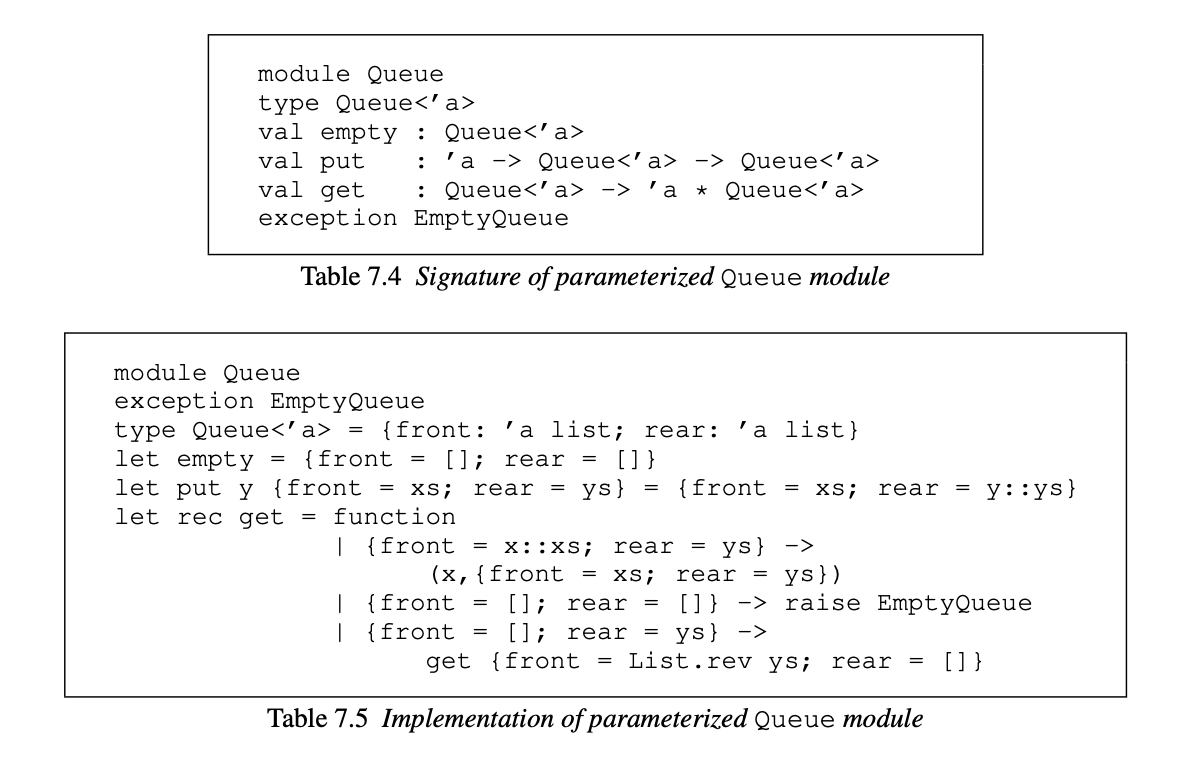 module Queue
type Queue<’a>
val empty : Queue<’a>
val put   : ’a -> Queue<’a> -> Queue<’a>
val get   : Queue<’a> -> ’a * Queue<’a>
exception EmptyQueue
Table 7.4 Signature of parameterized Queue module
module Queue
exception EmptyQueue
type Queue<’a> = {front: ’a list; rear: ’a list}
let empty = {front = []; rear = []}
let put y {front = xs; rear = ys} = {front = xs; rear = y::ys}
let rec get = function
              | {front = x::xs; rear = ys} ->
                    (x,{front = xs; rear = ys})
              | {front = []; rear = []} -> raise EmptyQueue
              | {front = []; rear = ys} ->
                    get {front = List.rev ys; rear = []}
Table 7.5 Implementation of parameterized Queue module